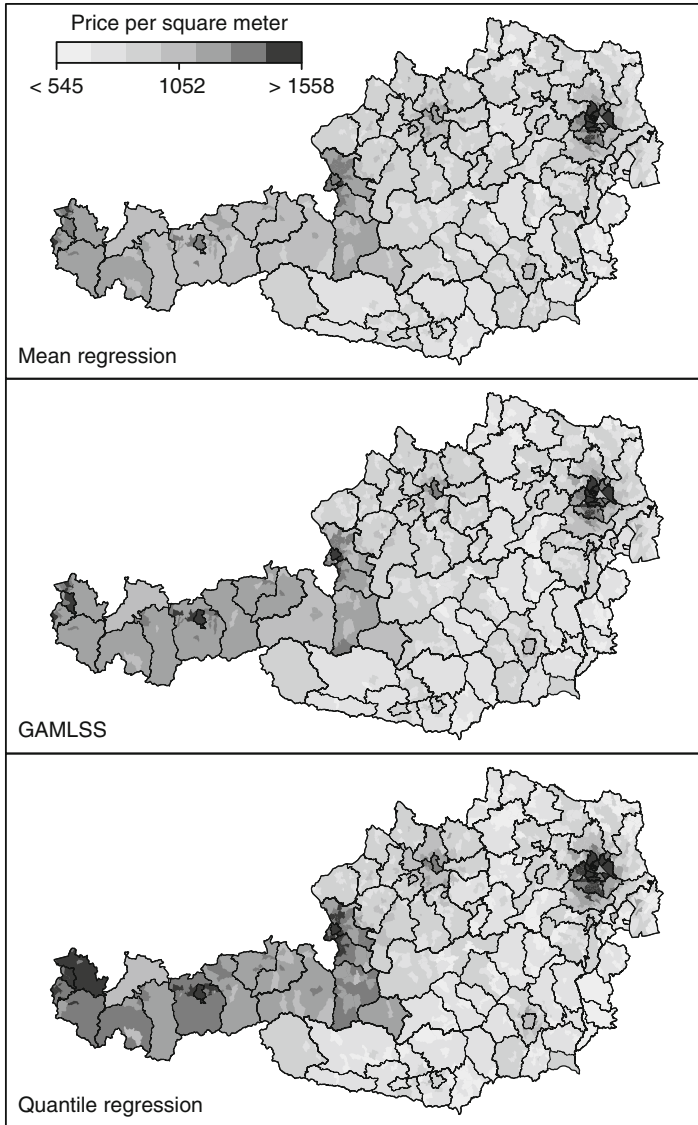 Price per square meter
< 545 1052 > 1558
Mean regression
GAMLSS
Quantile regression